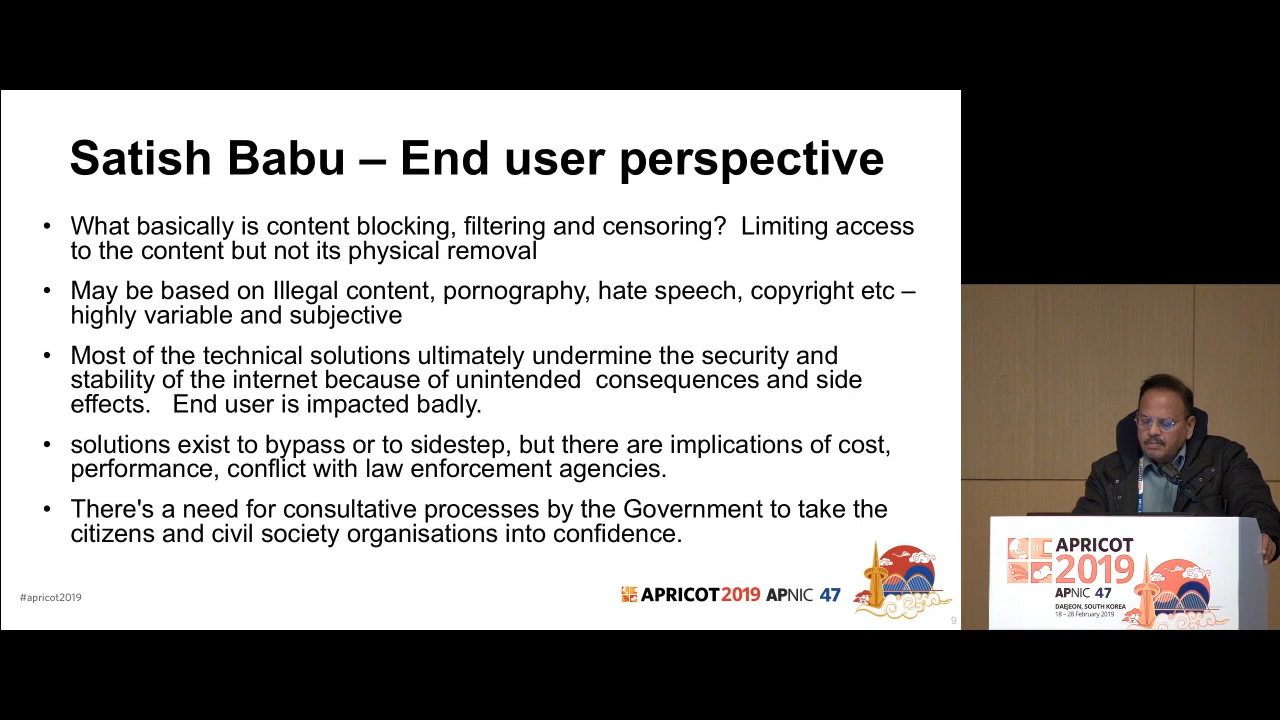 Satish Babu – End user perspective
• What basically is content blocking, filtering and censoring?  Limiting access
to the content but not its physical removal
• May be based on Illegal content, pornography, hate speech, copyright etc –
highly variable and subjective
• Most of the technical solutions ultimately undermine the security and
stability of the internet because of unintended  consequences and side
effects.   End user is impacted badly.
• solutions exist to bypass or to sidestep, but there are implications of cost,
performance, conflict with law enforcement agencies.
• There's a need for consultative processes by the Government to take the
citizens and civil society organisations into confidence.
#apricot2019
APRICOT2019 APNIC 47
9
APRICOT
2019
APNIC 47
DAEJEON, SOUTH KOREA
18 – 28 February 2019